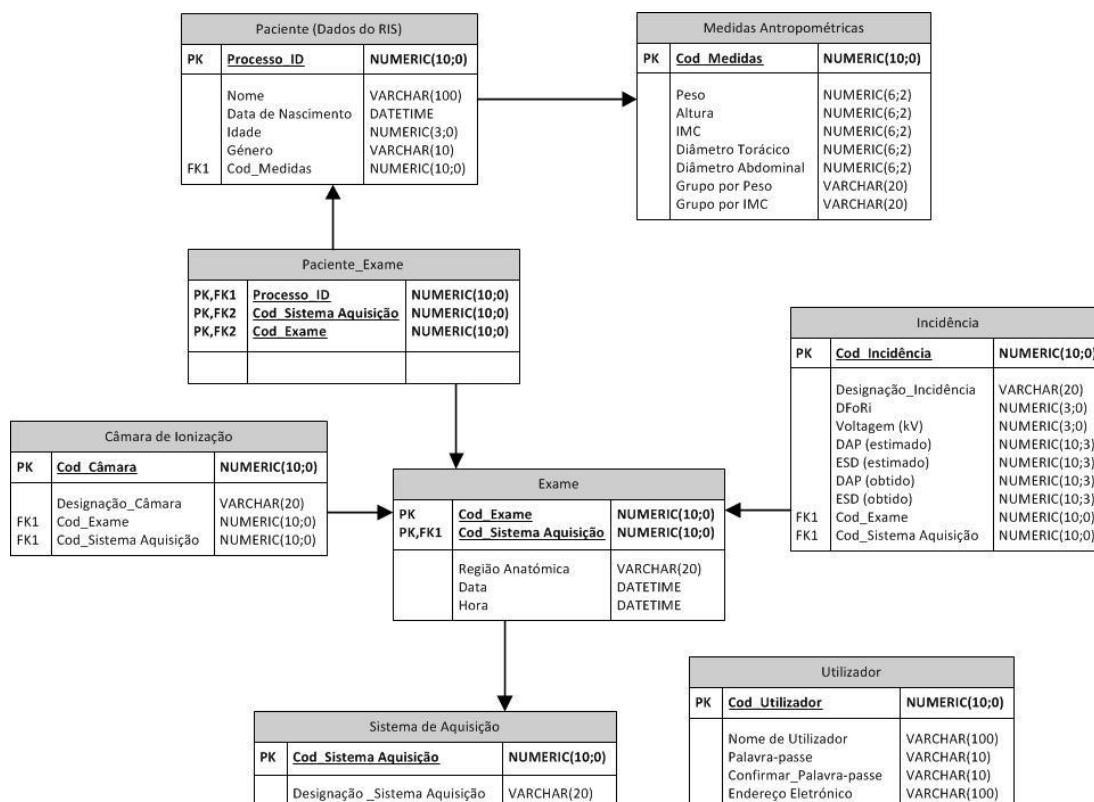 Paciente (Dados do RIS)
PK Processo_ID NUMERIC(10;0)
Nome VARCHAR(100)
Data de Nascimento DATETIME
Idade NUMERIC(3;0)
Género VARCHAR(10)
FK1 Cod_Medidas NUMERIC(10;0)
Medidas Antropométricas
PK Cod_Medidas NUMERIC(10;0)
Peso NUMERIC(6;2)
Altura NUMERIC(6;2)
IMC NUMERIC(6;2)
Diâmetro Torácico NUMERIC(6;2)
Diâmetro Abdominal NUMERIC(6;2)
Grupo por Peso VARCHAR(20)
Grupo por IMC VARCHAR(20)
Paciente_Exame
PK,FK1 Processo_ID NUMERIC(10;0)
PK,FK2 Cod_Sistema Aquisição NUMERIC(10;0)
PK,FK2 Cod_Exame NUMERIC(10;0)
Incidência
PK Cod_Incidência NUMERIC(10;0)
Designação_Incidência VARCHAR(20)
DFoRi NUMERIC(3;0)
Voltagem (kV) NUMERIC(3;0)
DAP (estimado) NUMERIC(10;3)
ESD (estimado) NUMERIC(10;3)
DAP (obtido) NUMERIC(10;3)
ESD (obtido) NUMERIC(10;3)
FK1 Cod_Exame NUMERIC(10;0)
FK1 Cod_Sistema Aquisição NUMERIC(10;0)
Câmara de Ionização
PK Cod_Câmara NUMERIC(10;0)
Designação_Câmara VARCHAR(20)
FK1 Cod_Exame NUMERIC(10;0)
FK1 Cod_Sistema Aquisição NUMERIC(10;0)
Exame
PK Cod_Exame NUMERIC(10;0)
PK,FK1 Cod_Sistema Aquisição NUMERIC(10;0)
Região Anatómica VARCHAR(20)
Data DATETIME
Hora DATETIME
Sistema de Aquisição
PK Cod_Sistema Aquisição NUMERIC(10;0)
Designação _Sistema Aquisição VARCHAR(20)
Utilizador
PK Cod_Utilizador NUMERIC(10;0)
Nome de Utilizador VARCHAR(100)
Palavra-passe VARCHAR(10)
Confirmar_Palavra-passe VARCHAR(10)
Endereço Eletrónico VARCHAR(100)